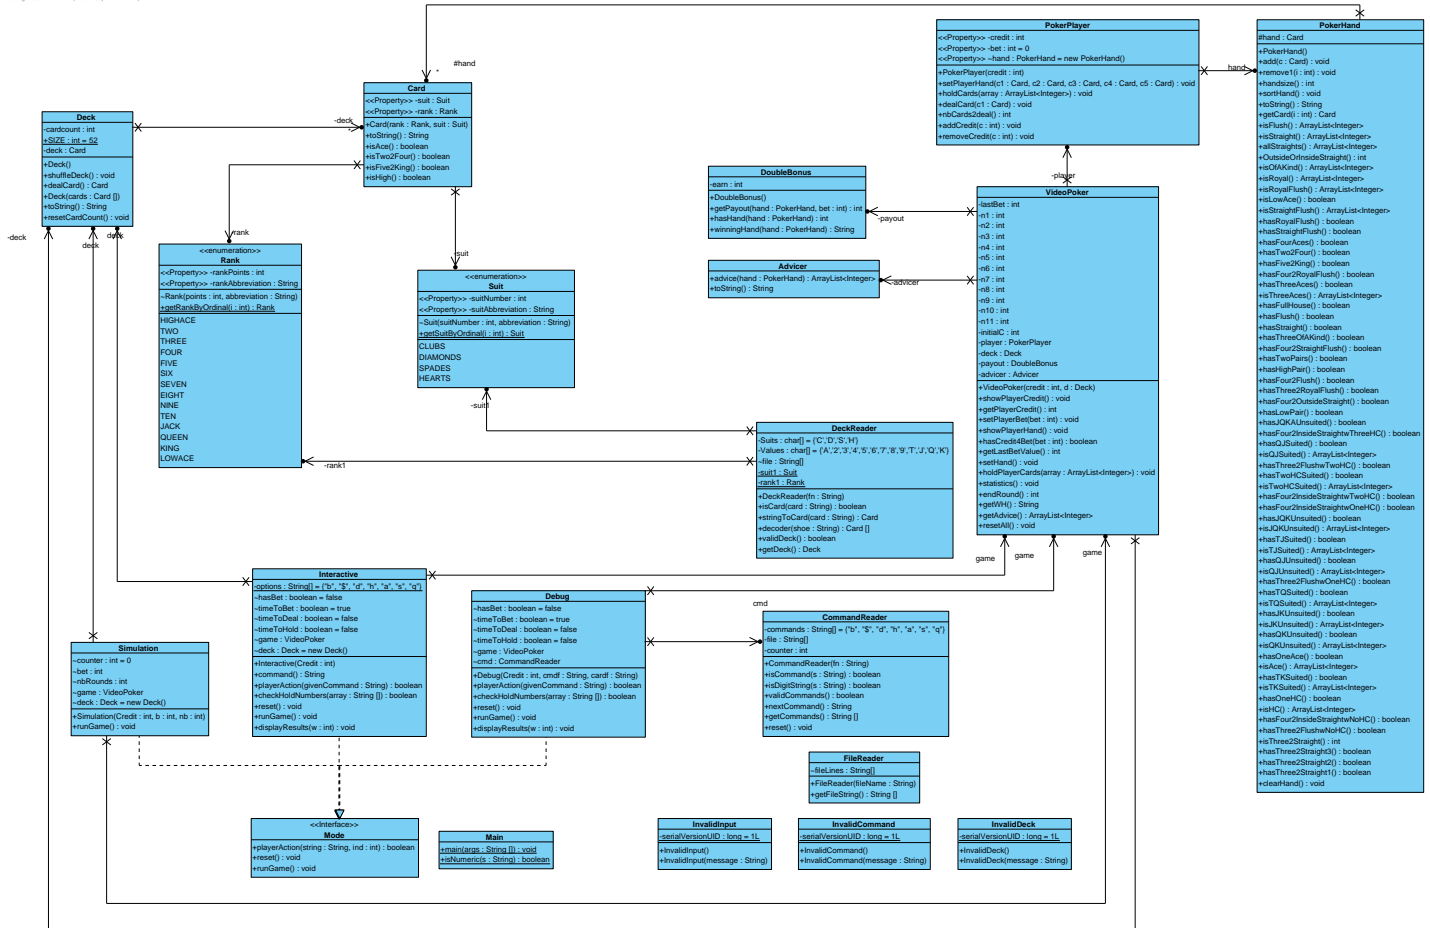 PokerPlayer
<<Property>> -credit : int
<<Property>> -bet : int = 0
<<Property>> ~hand : PokerHand = new PokerHand()
+PokerPlayer(credit : int)
+setPlayerHand(c1 : Card, c2 : Card, c3 : Card, c4 : Card, c5 : Card) : void
+holdCards(array : ArrayList<Integer>) : void
+dealCard(c1 : Card) : void
+nbCards2deal() : int
+addCredit(c : int) : void
+removeCredit(c : int) : void
PokerHand
#hand : Card
+PokerHand()
+add(c : Card) : void
+remove1(i : int) : void
+handsize() : int
+sortHand() : void
+toString() : String
+getCard(i : int) : Card
+isFlush() : ArrayList<Integer>
+isStraight() : ArrayList<Integer>
+allStraights() : ArrayList<Integer>
+OutsideOrInsideStraight() : int
+isOfAKind() : ArrayList<Integer>
+isRoyal() : ArrayList<Integer>
+isRoyalFlush() : ArrayList<Integer>
+isLowAce() : boolean
+isStraightFlush() : ArrayList<Integer>
+hasRoyalFlush() : boolean
+hasStraightFlush() : boolean
+hasFourAces() : boolean
+hasTwo2Four() : boolean
+hasFive2King() : boolean
+hasFour2RoyalFlush() : boolean
+hasThreeAces() : boolean
+isThreeAces() : ArrayList<Integer>
+hasFullHouse() : boolean
+hasFlush() : boolean
+hasStraight() : boolean
+hasThreeOfAKind() : boolean
+hasFour2StraightFlush() : boolean
+hasTwoPairs() : boolean
+hasHighPair() : boolean
+hasFour2Flush() : boolean
+hasThree2RoyalFlush() : boolean
+hasFour2OutsideStraight() : boolean
+hasLowPair() : boolean
+hasJQKAUnsuited() : boolean
+hasFour2InsideStraightwThreeHC() : boolean
+hasQJSuited() : boolean
+isQJSuited() : ArrayList<Integer>
+hasThree2FlushwTwoHC() : boolean
+hasTwoHCSuited() : boolean
+isTwoHCSuited() : ArrayList<Integer>
+hasFour2InsideStraightwTwoHC() : boolean
+hasFour2InsideStraightwOneHC() : boolean
+hasJQKUnsuited() : boolean
+isJQKUnsuited() : ArrayList<Integer>
+hasTJSuited() : boolean
+isTJSuited() : ArrayList<Integer>
+hasQJUnsuited() : boolean
+isQJUnsuited() : ArrayList<Integer>
+hasThree2FlushwOneHC() : boolean
+hasTQSuited() : boolean
+isTQSuited() : ArrayList<Integer>
+hasJKUnsuited() : boolean
+isJKUnsuited() : ArrayList<Integer>
+hasQKUnsuited() : boolean
+isQKUnsuited() : ArrayList<Integer>
+hasOneAce() : boolean
+isAce() : ArrayList<Integer>
+hasTKSuited() : boolean
+isTKSuited() : ArrayList<Integer>
+hasOneHC() : boolean
+isHC() : ArrayList<Integer>
+hasFour2InsideStraightwNoHC() : boolean
+hasThree2FlushwNoHC() : boolean
+isThree2Straight() : int
+hasThree2Straight3() : boolean
+hasThree2Straight2() : boolean
+hasThree2Straight1() : boolean
+clearHand() : void
hand
#hand
*
Card
<<Property>> -suit : Suit
<<Property>> -rank : Rank
+Card(rank : Rank, suit : Suit)
+toString() : String
+isAce() : boolean
+isTwo2Four() : boolean
+isFive2King() : boolean
+isHigh() : boolean
Deck
-cardcount : int
+SIZE : int = 52
-deck : Card
+Deck()
+shuffleDeck() : void
+dealCard() : Card
+Deck(cards : Card [])
+toString() : String
+resetCardCount() : void
-deck
*
-deck
deck
deck
-rank
-suit
<<enumeration>>
Rank
<<Property>> -rankPoints : int
<<Property>> -rankAbbreviation : String
~Rank(points : int, abbreviation : String)
+getRankByOrdinal(i : int) : Rank
HIGHACE
TWO
THREE
FOUR
FIVE
SIX
SEVEN
EIGHT
NINE
TEN
JACK
QUEEN
KING
LOWACE
<<enumeration>>
Suit
<<Property>> -suitNumber : int
<<Property>> -suitAbbreviation : String
~Suit(suitNumber : int, abbreviation : String)
+getSuitByOrdinal(i : int) : Suit
CLUBS
DIAMONDS
SPADES
HEARTS
DoubleBonus
-earn : int
+DoubleBonus()
+getPayout(hand : PokerHand, bet : int) : int
+hasHand(hand : PokerHand) : int
+winningHand(hand : PokerHand) : String
-payout
Advicer
+advice(hand : PokerHand) : ArrayList<Integer>
+toString() : String
-advicer
-player
VideoPoker
-lastBet : int
-n1 : int
-n2 : int
-n3 : int
-n4 : int
-n5 : int
-n6 : int
-n7 : int
-n8 : int
-n9 : int
-n10 : int
-n11 : int
-initialC : int
-player : PokerPlayer
-deck : Deck
-payout : DoubleBonus
-advicer : Advicer
+VideoPoker(credit : int, d : Deck)
+showPlayerCredit() : void
+getPlayerCredit() : int
+setPlayerBet(bet : int) : void
+showPlayerHand() : void
+hasCredit4Bet(bet : int) : boolean
+getLastBetValue() : int
+setHand() : void
+holdPlayerCards(array : ArrayList<Integer>) : void
+statistics() : void
+endRound() : int
+getWH() : String
+getAdvice() : ArrayList<Integer>
+resetAll() : void
-suit1
-rank1
DeckReader
-Suits : char[] = {'C','D','S','H'}
-Values : char[] = {'A','2','3','4','5','6','7','8','9','T','J','Q','K'}
~file : String[]
-suit1 : Suit
-rank1 : Rank
+DeckReader(fn : String)
+isCard(card : String) : boolean
+stringToCard(card : String) : Card
+decoder(shoe : String) : Card []
+validDeck() : boolean
+getDeck() : Deck
game
game
game
Interactive
-options : String[] = {"b", "$", "d", "h", "a", "s", "q"}
~hasBet : boolean = false
~timeToBet : boolean = true
~timeToDeal : boolean = false
~timeToHold : boolean = false
~game : VideoPoker
~deck : Deck = new Deck()
+Interactive(Credit : int)
+command() : String
+playerAction(givenCommand : String) : boolean
+checkHoldNumbers(array : String []) : boolean
+reset() : void
+runGame() : void
+displayResults(w : int) : void
Debug
~hasBet : boolean = false
~timeToBet : boolean = true
~timeToDeal : boolean = false
~timeToHold : boolean = false
~game : VideoPoker
~cmd : CommandReader
+Debug(Credit : int, cmdf : String, cardf : String)
+playerAction(givenCommand : String) : boolean
+checkHoldNumbers(array : String []) : boolean
+reset() : void
+runGame() : void
+displayResults(w : int) : void
cmd
CommandReader
-commands : String[] = {"b", "$", "d", "h", "a", "s", "q"}
-file : String[]
-counter : int
+CommandReader(fn : String)
+isCommand(s : String) : boolean
+isDigitString(s : String) : boolean
+validCommands() : boolean
+nextCommand() : String
+getCommands() : String []
+reset() : void
Simulation
~counter : int = 0
~bet : int
~nbRounds : int
~game : VideoPoker
~deck : Deck = new Deck()
+Simulation(Credit : int, b : int, nb : int)
+runGame() : void
FileReader
~fileLines : String[]
+FileReader(fileName : String)
+getFileString() : String []
<<Interface>>
Mode
+playerAction(string : String, ind : int) : boolean
+reset() : void
+runGame() : void
Main
+main(args : String []) : void
+isNumeric(s : String) : boolean
InvalidInput
-serialVersionUID : long = 1L
+InvalidInput()
+InvalidInput(message : String)
InvalidCommand
-serialVersionUID : long = 1L
+InvalidCommand()
+InvalidCommand(message : String)
InvalidDeck
-serialVersionUID : long = 1L
+InvalidDeck()
+InvalidDeck(message : String)